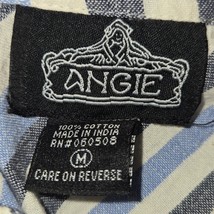 ANGIE
100% COTTON
MADE IN INDIA
RN#060508
M
CARE ON REVERSE